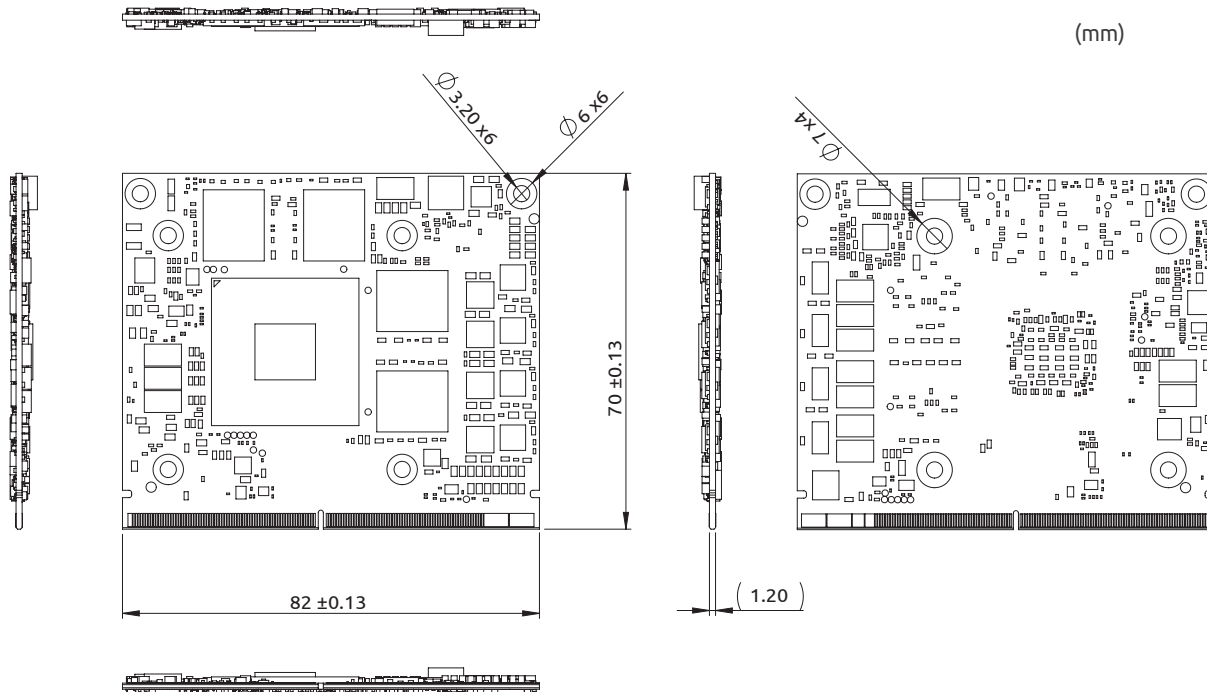 (mm)
∅ 3.20 x6
∅ 6 x6
∅ 7 x4
70 ±0.13
82 ±0.13
(1.20)